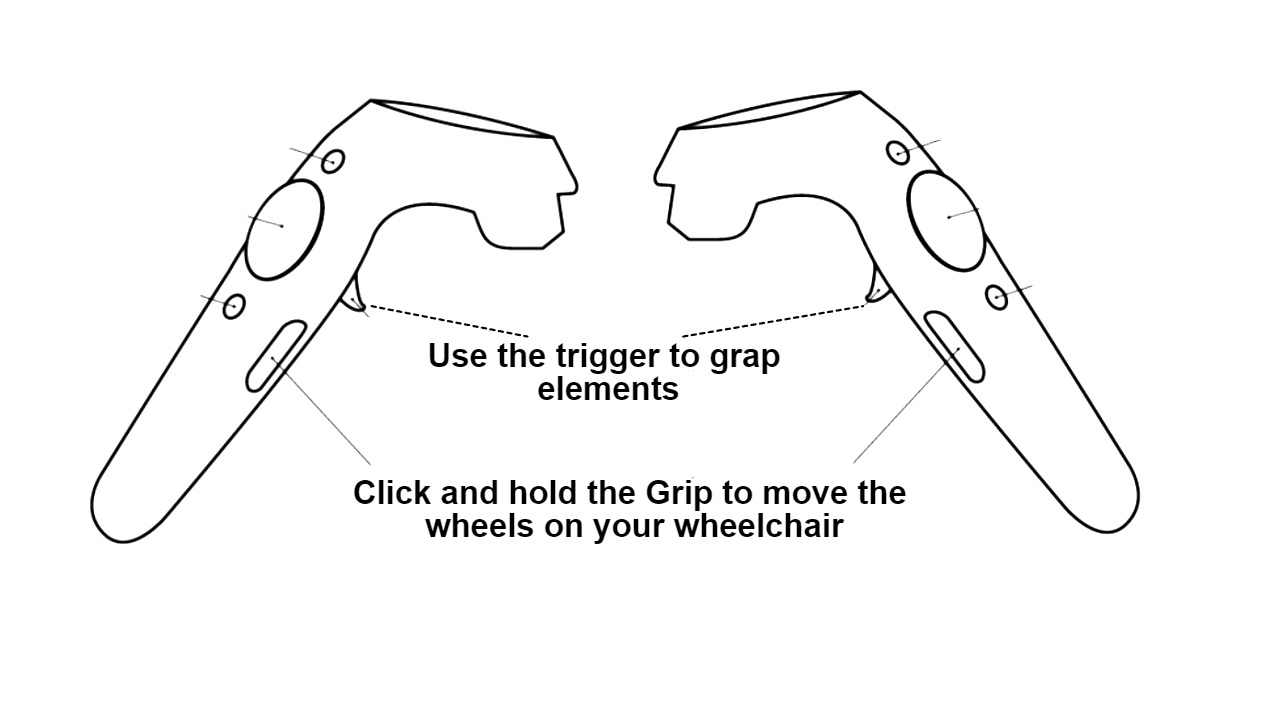 Use the trigger to grap
elements
Click and hold the Grip to move the
wheels on your wheelchair